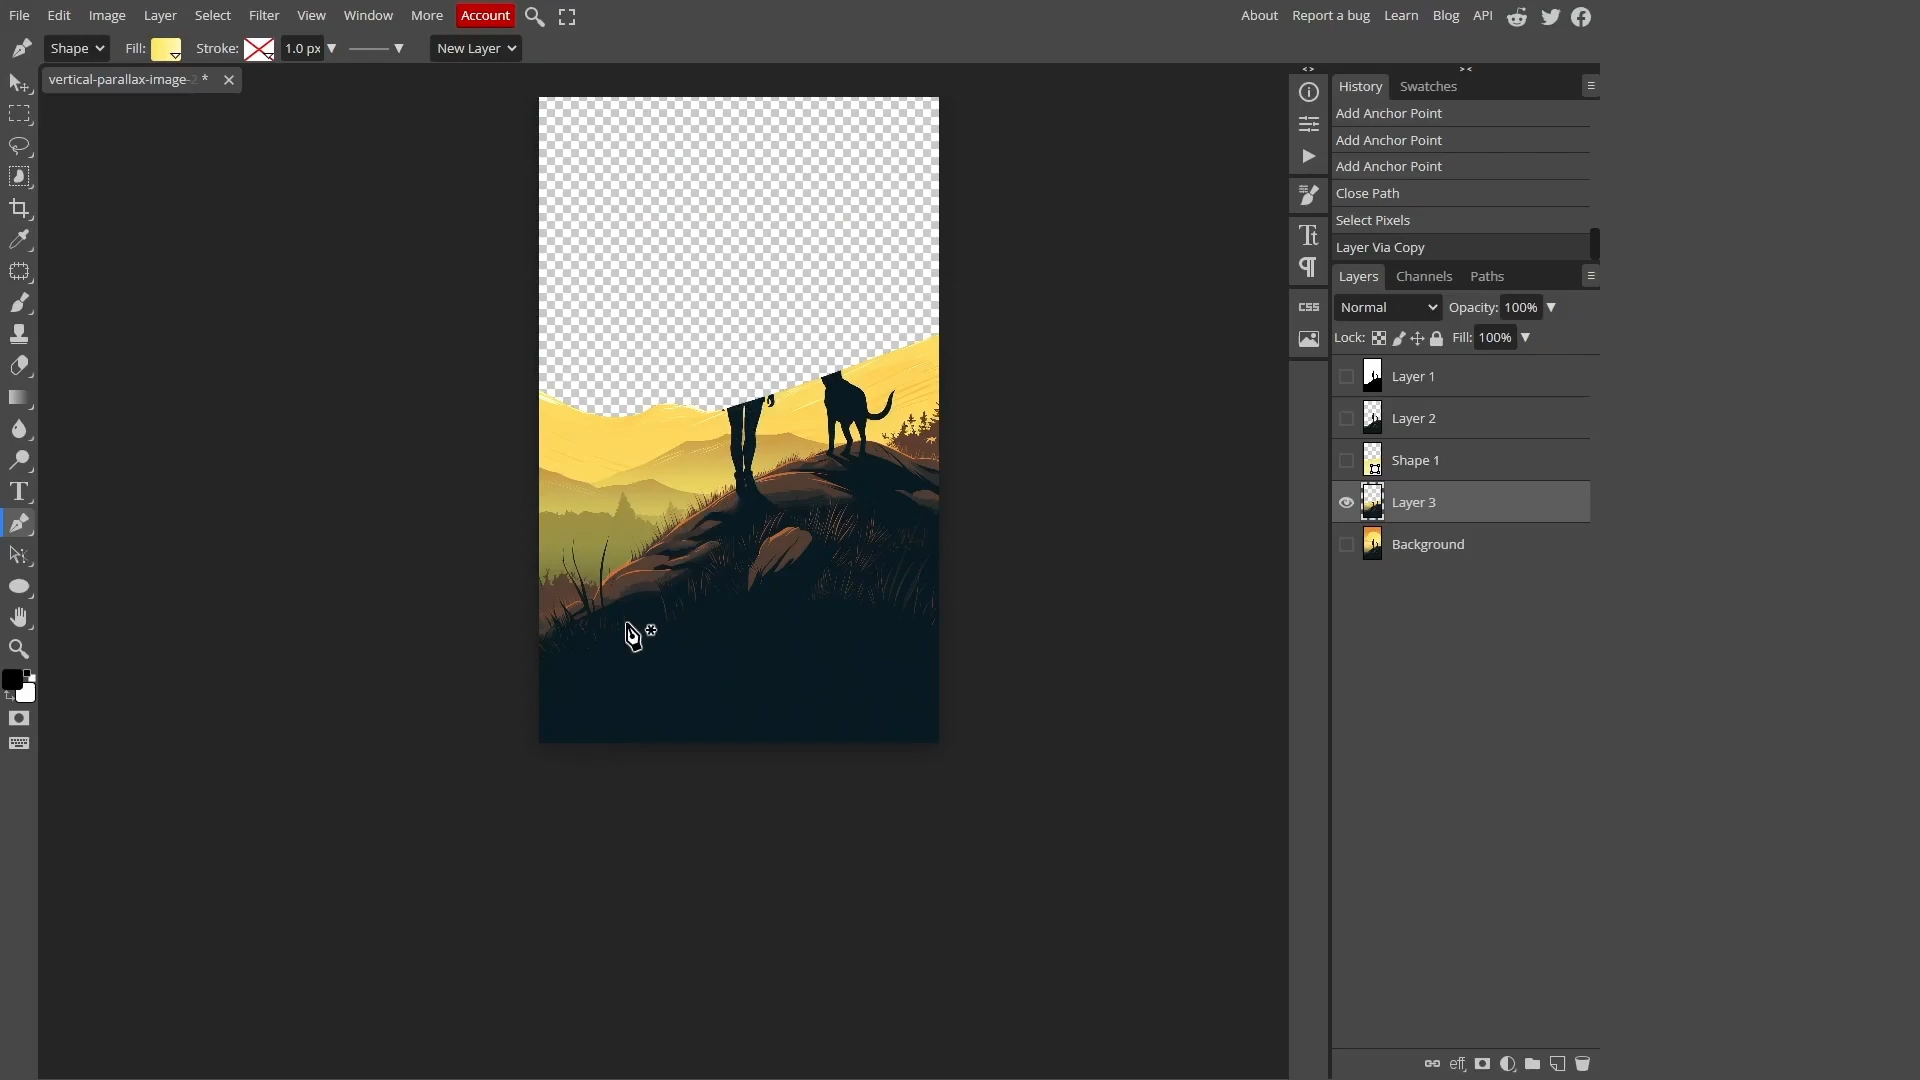 File Edit Image Layer Select Filter View Window More Account About Report a bug Learn Blog API
Shape Fill: Stroke: 1.0 px New Layer
vertical-parallax-image- *
History Swatches
Add Anchor Point
Add Anchor Point
Add Anchor Point
Close Path
Select Pixels
Layer Via Copy
Layers Channels Paths
Normal Opacity: 100%
Lock: Fill: 100%
Layer 1
Layer 2
Shape 1
Layer 3
Background
Tt
CSS
T
eff